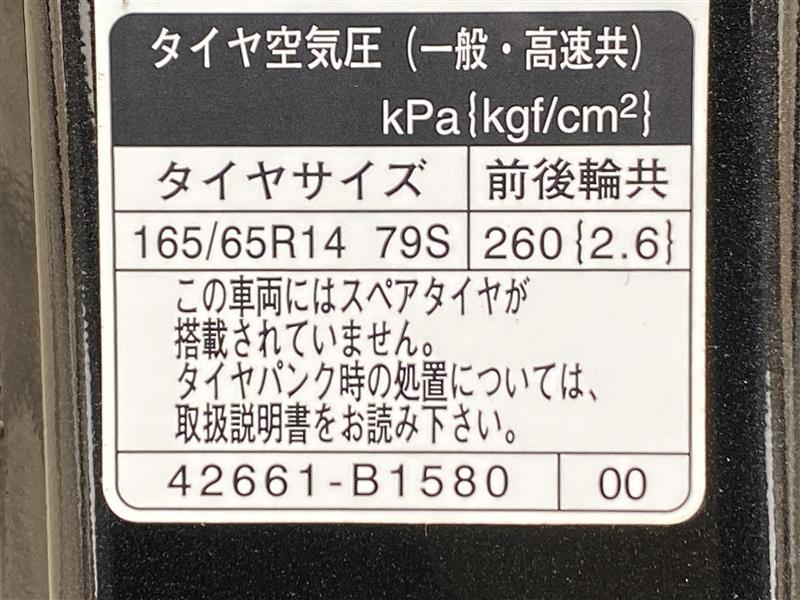 タイヤ空気圧（一般・高速共）
kPa{kgf/cm²}
タイヤサイズ 前後輪共
165/65R14 79S 260{2.6}
この車両にはスペアタイヤが
搭載されていません。
タイヤパンク時の処置については、
取扱説明書をお読み下さい。
42661-B1580 00